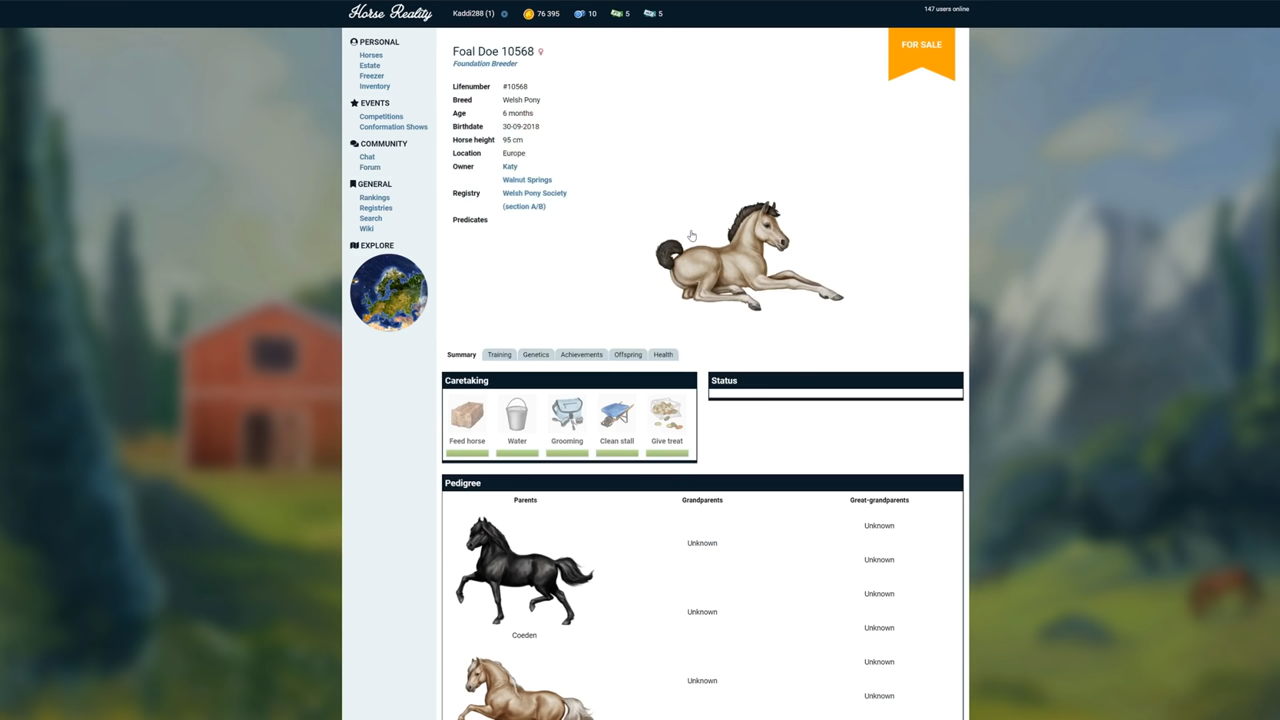 Horse Reality
Kaddi288 (1)
76 395
10
5
5
147 users online
PERSONAL
Horses
Estate
Freezer
Inventory
EVENTS
Competitions
Conformation Shows
COMMUNITY
Chat
Forum
GENERAL
Rankings
Registries
Search
Wiki
EXPLORE
Foal Doe 10568 ♀
Foundation Breeder
FOR SALE
Lifenumber #10568
Breed Welsh Pony
Age 6 months
Birthdate 30-09-2018
Horse height 95 cm
Location Europe
Owner Katy
Walnut Springs
Registry Welsh Pony Society
(section A/B)
Predicates
Summary Training Genetics Achievements Offspring Health
Caretaking
Feed horse Water Grooming Clean stall Give treat
Status
Pedigree
Parents Grandparents Great-grandparents
Unknown
Unknown
Unknown
Unknown
Unknown
Unknown
Coeden
Unknown
Unknown
Unknown